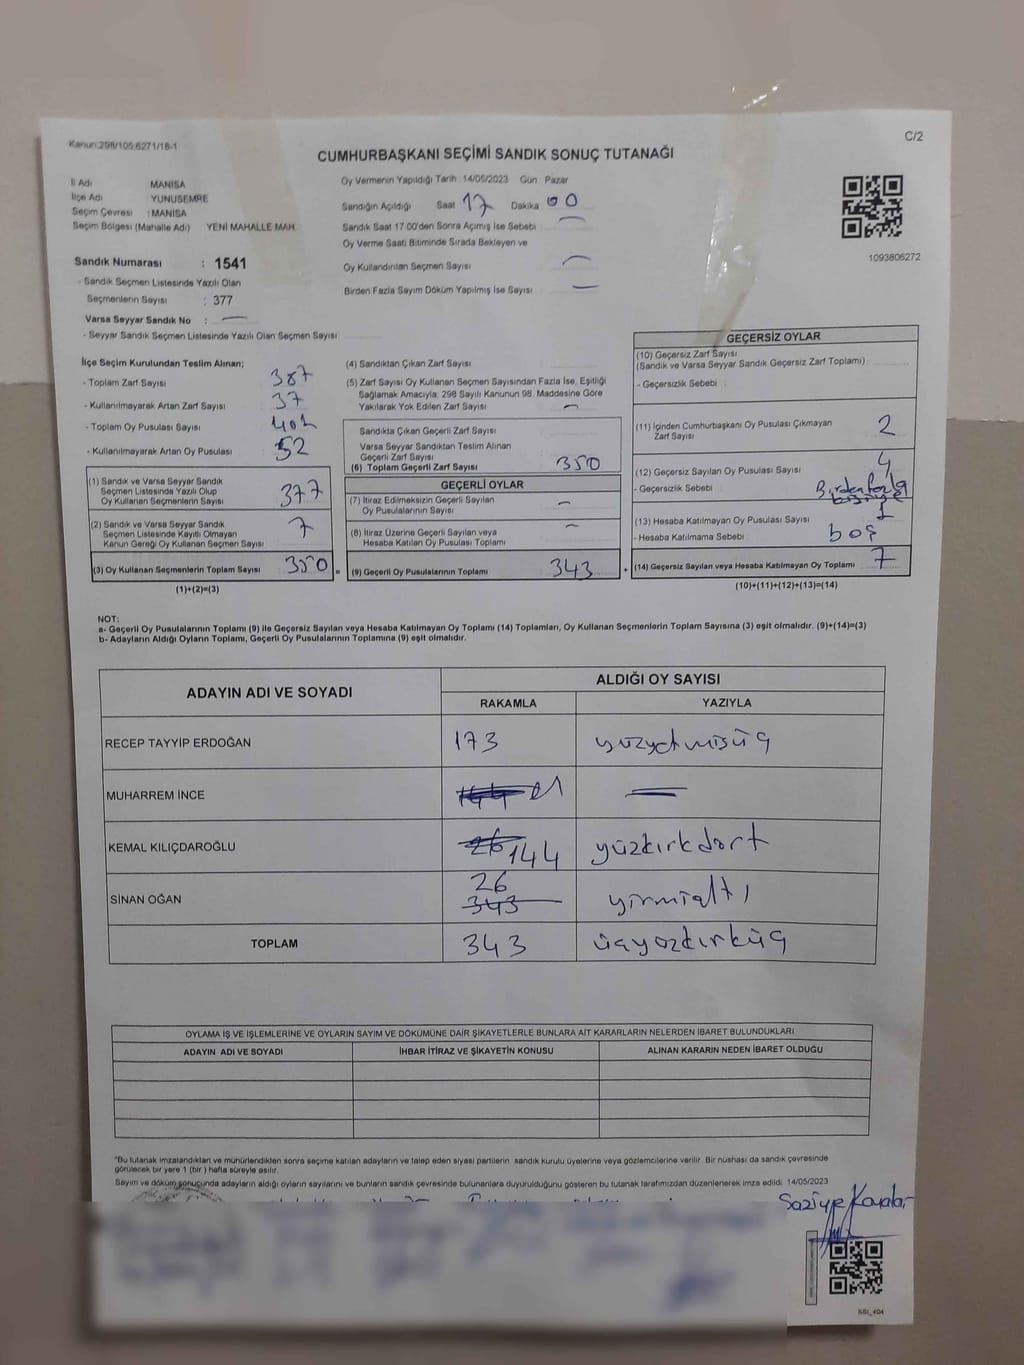 Kanun:298/105,6271/18-1
C/2
CUMHURBAŞKANI SEÇİMİ SANDIK SONUÇ TUTANAĞI
İl Adı MANİSA
İlçe Adı YUNUSEMRE
Seçim Çevresi : MANİSA
Seçim Bölgesi (Mahalle Adı) YENİ MAHALLE MAH.
Sandık Numarası : 1541
- Sandık Seçmen Listesinde Yazılı Olan
Seçmenlerin Sayısı : 377
Varsa Seyyar Sandık No : —
- Seyyar Sandık Seçmen Listesinde Yazılı Olan Seçmen Sayısı
Oy Vermenin Yapıldığı Tarih :14/05/2023 Gün : Pazar
Sandığın Açıldığı Saat 17 Dakika 00
Sandık Saat 17.00'den Sonra Açımış İse Sebebi —
Oy Verme Saati Bitiminde Sırada Bekleyen ve
Oy Kullandırılan Seçmen Sayısı —
Birden Fazla Sayım Döküm Yapılmış İse Sayısı —
1093806272
İlçe Seçim Kurulundan Teslim Alınan;
- Toplam Zarf Sayısı 387
- Kullanılmayarak Artan Zarf Sayısı 37
- Toplam Oy Pusulası Sayısı 402
- Kullanılmayarak Artan Oy Pusulası 52
(1) Sandık ve Varsa Seyyar Sandık
Seçmen Listesinde Yazılı Olup
Oy Kullanan Seçmenlerin Sayısı 377
(2) Sandık ve Varsa Seyyar Sandık
Seçmen Listesinde Kayıtlı Olmayan
Kanun Gereği Oy Kullanan Seçmen Sayısı 7
(3) Oy Kullanan Seçmenlerin Toplam Sayısı 350 =
(1)+(2)=(3)
(4) Sandıktan Çıkan Zarf Sayısı
(5) Zarf Sayısı Oy Kullanan Seçmen Sayısından Fazla İse, Eşitliği
Sağlamak Amacıyla; 298 Sayılı Kanunun 98. Maddesine Göre
Yakılarak Yok Edilen Zarf Sayısı —
Sandıkta Çıkan Geçerli Zarf Sayısı
Varsa Seyyar Sandıktan Teslim Alınan
Geçerli Zarf Sayısı
(6) Toplam Geçerli Zarf Sayısı 350
GEÇERLİ OYLAR
(7) İtiraz Edilmeksizin Geçerli Sayılan
Oy Pusulalarının Sayısı —
(8) İtiraz Üzerine Geçerli Sayılan veya
Hesaba Katılan Oy Pusulası Toplamı —
(9) Geçerli Oy Pusulalarının Toplamı 343 +
GEÇERSİZ OYLAR
(10) Geçersiz Zarf Sayısı
(Sandık ve Varsa Seyyar Sandık Geçersiz Zarf Toplamı)
- Geçersizlik Sebebi :
(11) İçinden Cumhurbaşkanı Oy Pusulası Çıkmayan
Zarf Sayısı 2
(12) Geçersiz Sayılan Oy Pusulası Sayısı 4
- Geçersizlik Sebebi : Birden fazla
(13) Hesaba Katılmayan Oy Pusulası Sayısı 1
- Hesaba Katılmama Sebebi : boş
(14) Geçersiz Sayılan veya Hesaba Katılmayan Oy Toplamı 7
(10)+(11)+(12)+(13)=(14)
NOT:
a- Geçerli Oy Pusulalarının Toplamı (9) ile Geçersiz Sayılan veya Hesaba Katılmayan Oy Toplamı (14) Toplamları, Oy Kullanan Seçmenlerin Toplam Sayısına (3) eşit olmalıdır. (9)+(14)=(3)
b- Adayların Aldığı Oyların Toplamı, Geçerli Oy Pusulalarının Toplamına (9) eşit olmalıdır.
ADAYIN ADI VE SOYADI ALDIĞI OY SAYISI
RAKAMLA YAZIYLA
RECEP TAYYİP ERDOĞAN 173 yüzyetmişüç
MUHARREM İNCE 144 —
KEMAL KILIÇDAROĞLU 26 144 yüzkırkdört
SİNAN OĞAN 26 343 yirmialtı
TOPLAM 343 üçyüzkırküç
OYLAMA İŞ VE İŞLEMLERİNE VE OYLARIN SAYIM VE DÖKÜMÜNE DAİR ŞİKAYETLERLE BUNLARA AİT KARARLARIN NELERDEN İBARET BULUNDUKLARI
ADAYIN ADI VE SOYADI İHBAR İTİRAZ VE ŞİKAYETİN KONUSU ALINAN KARARIN NEDEN İBARET OLDUĞU
*Bu tutanak imzalandıktan ve mühürlendikten sonra seçime katılan adayların ve talep eden siyasi partilerin sandık kurulu üyelerine veya gözlemcilerine verilir. Bir nüshası da sandık çevresinde
görülecek bir yere 1 (bir ) hafta süreyle asılır.
Sayım ve döküm sonucunda adayların aldığı oyların sayılarını ve bunların sandık çevresinde bulunanlara duyurulduğunu gösteren bu tutanak tarafımızdan düzenlenerek imza edildi. 14/05/2023
SBİ_404